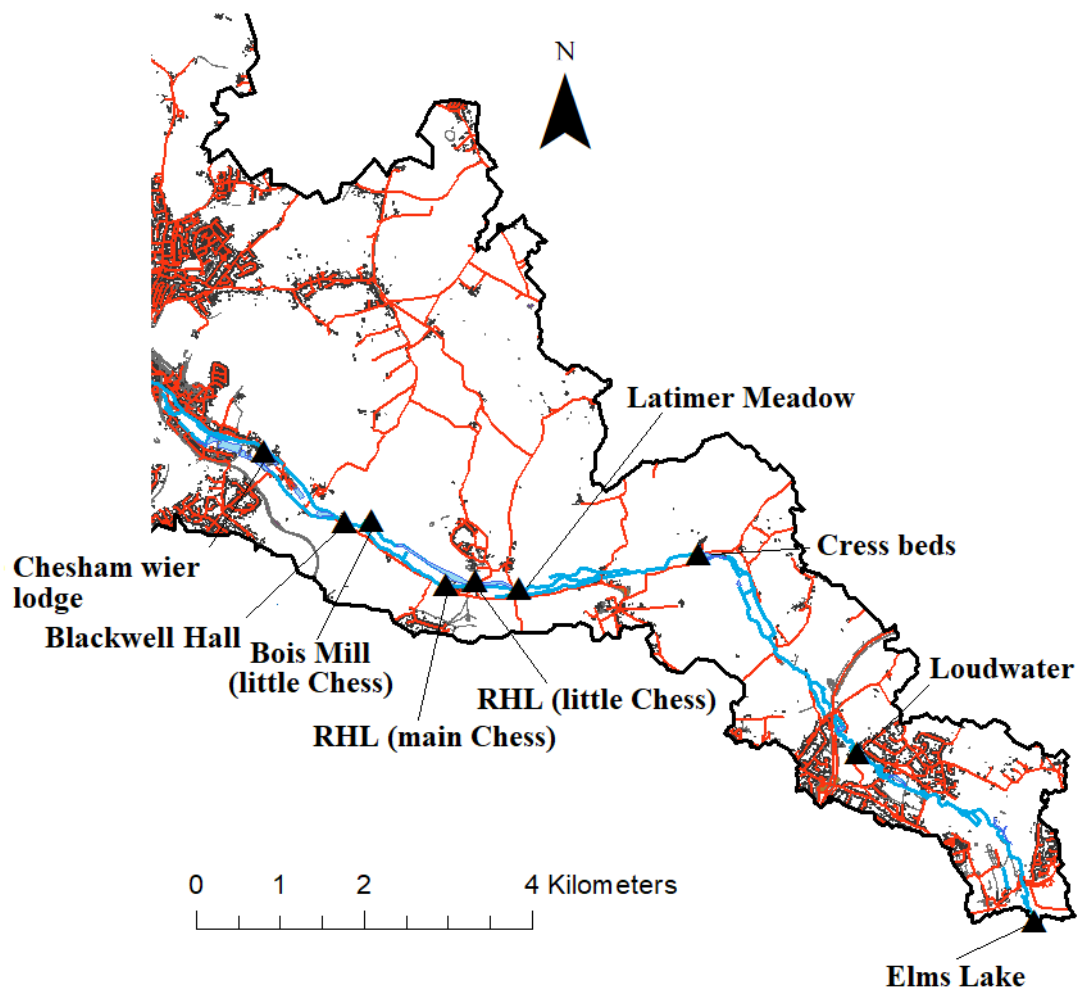 N
Latimer Meadow
Cress beds
Chesham wier
lodge
Blackwell Hall
Bois Mill
(little Chess)
Loudwater
RHL (little Chess)
RHL (main Chess)
0 1 2 4 Kilometers
Elms Lake